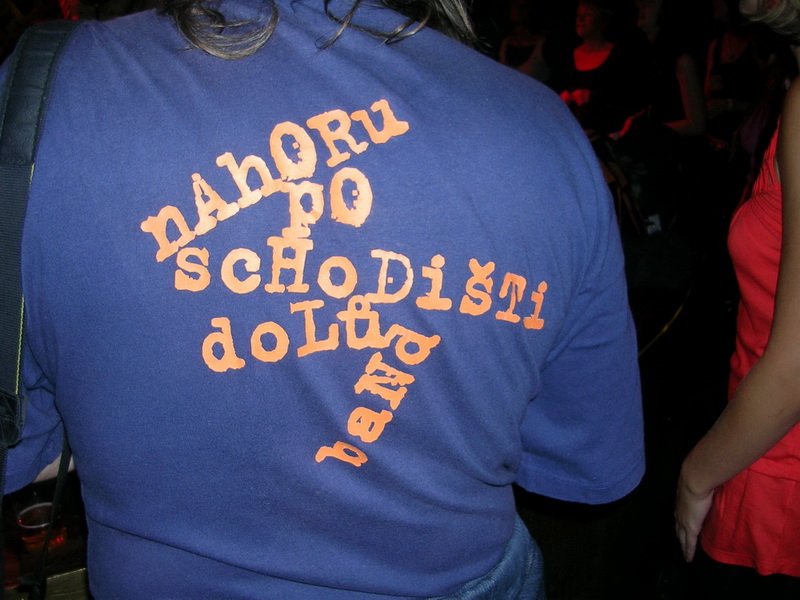 nAhORu
pO
scHoDiŠTi
doLů
baNd